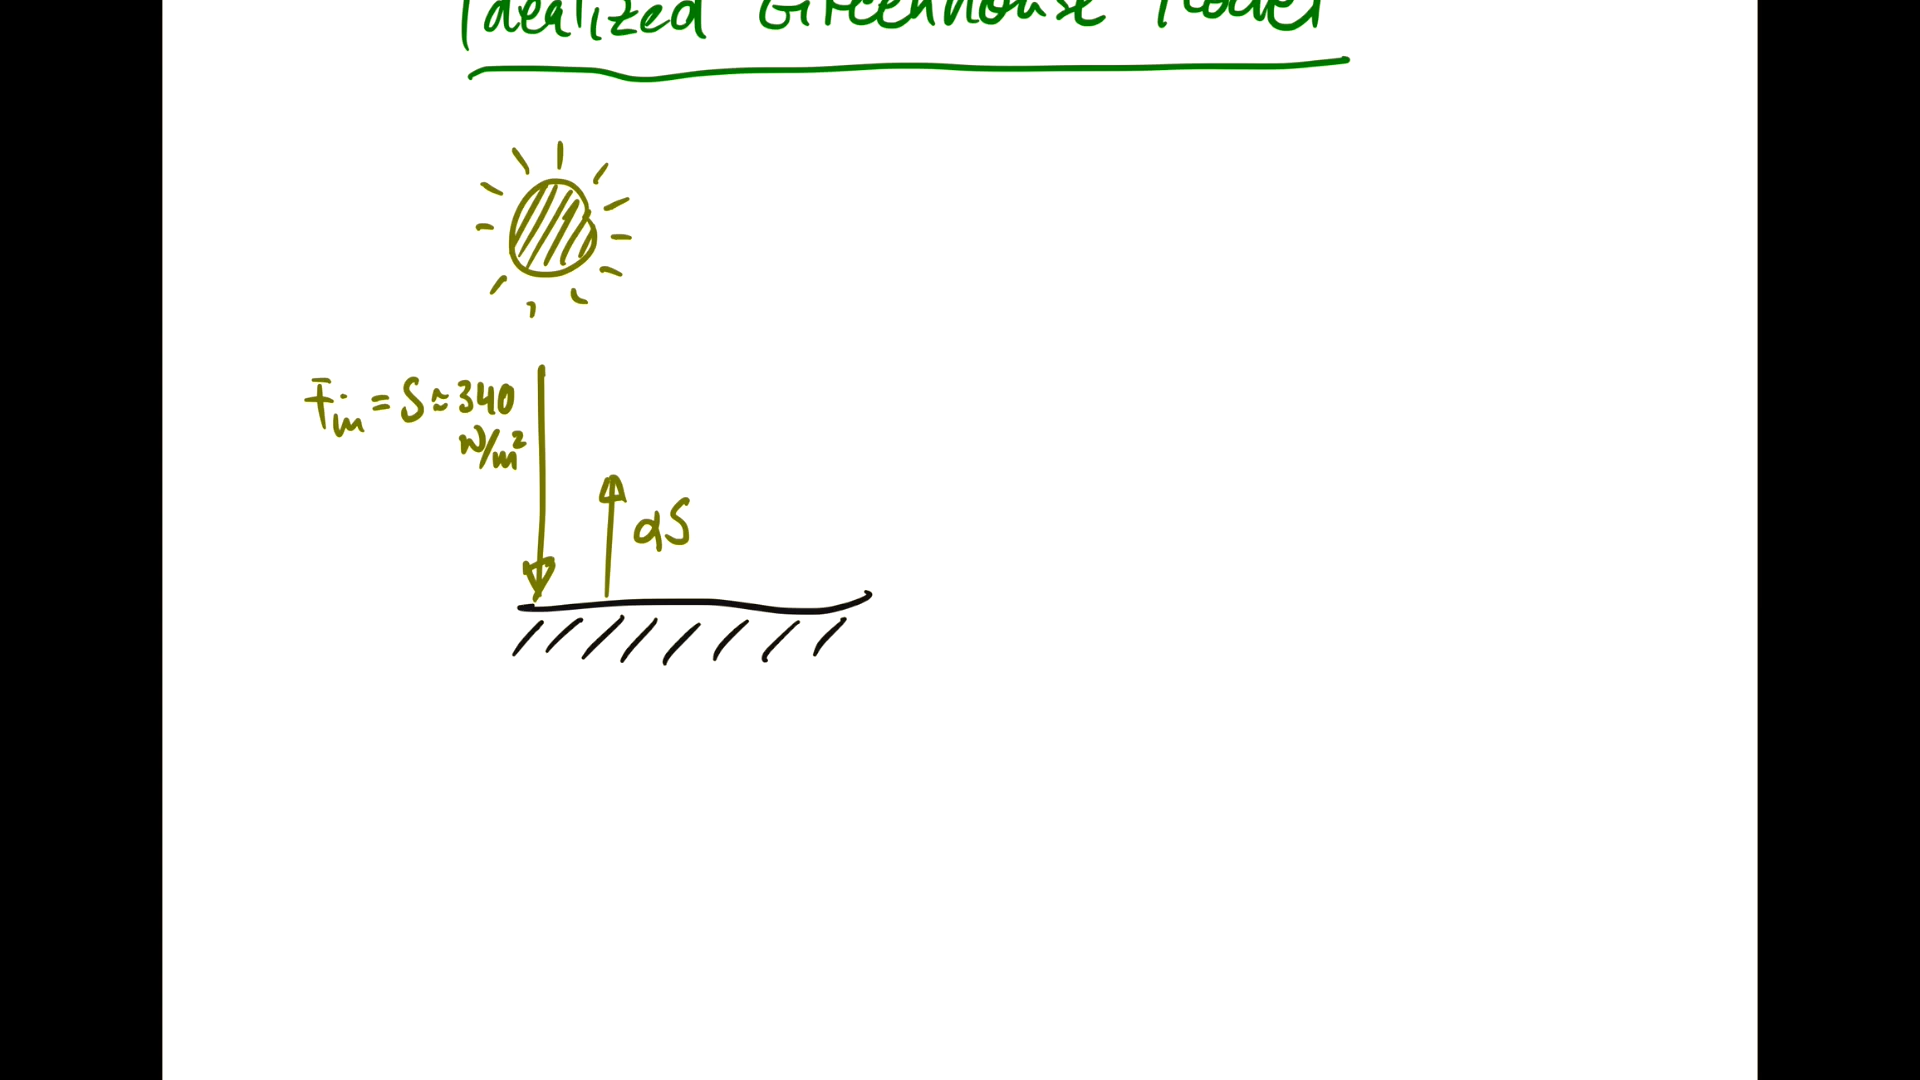 Idealized Greenhouse Model
F_in = S ≈ 340
W/m²
αS